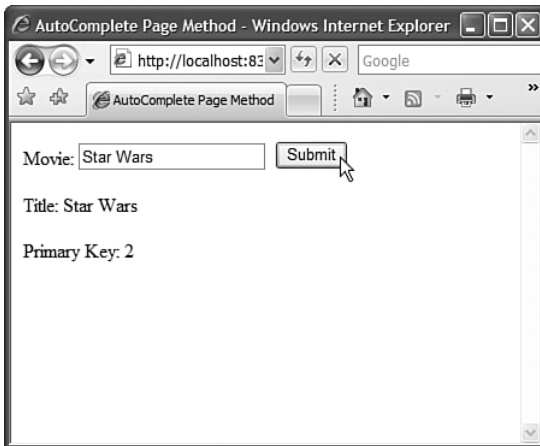 AutoComplete Page Method - Windows Internet Explorer
http://localhost:83
Google
AutoComplete Page Method
Movie: Star Wars Submit
Title: Star Wars
Primary Key: 2